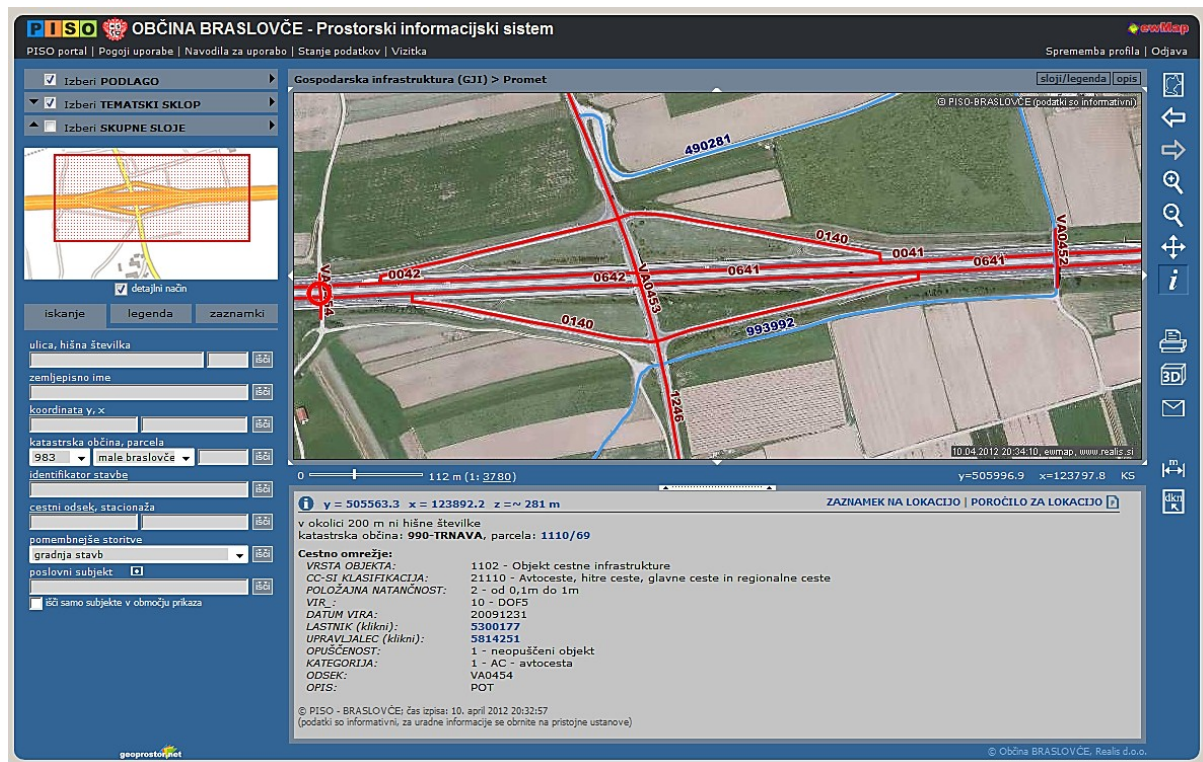 PISO OBČINA BRASLOVČE - Prostorski informacijski sistem
ewMap
PISO portal | Pogoji uporabe | Navodila za uporabo | Stanje podatkov | Vizitka
Sprememba profila | Odjava
Izberi PODLAGO
Izberi TEMATSKI SKLOP
Izberi SKUPNE SLOJE
detajlni način
iskanje legenda zaznamki
ulica, hišna številka
išči
zemljepisno ime
išči
koordinata y, x
išči
katastrska občina, parcela
983 male braslovče išči
identifikator stavbe
išči
cestni odsek, stacionaža
išči
pomembnejše storitve
gradnja stavb išči
poslovni subjekt
išči
išči samo subjekte v območju prikaza
geoprostor.net
Gospodarska infrastruktura (GJI) > Promet
sloji/legenda opis
© PISO-BRASLOVČE (podatki so informativni)
490281
0140
0041
VA0452
0042
0642
VA0453
0641
0641
0140
993992
1246
10.04.2012 20:34:10, ewmap, www.realis.si
0 112 m (1: 3780)
y=505996.9 x=123797.8 KS
y = 505563.3 x = 123892.2 z =~ 281 m
ZAZNAMEK NA LOKACIJO | POROČILO ZA LOKACIJO
v okolici 200 m ni hišne številke
katastrska občina: 990-TRNAVA, parcela: 1110/69
Cestno omrežje:
VRSTA OBJEKTA: 1102 - Objekt cestne infrastrukture
CC-SI KLASIFIKACIJA: 21110 - Avtoceste, hitre ceste, glavne ceste in regionalne ceste
POLOŽAJNA NATANČNOST: 2 - od 0,1m do 1m
VIR_: 10 - DOF5
DATUM VIRA: 20091231
LASTNIK (klikni): 5300177
UPRAVLJALEC (klikni): 5814251
OPUŠČENOST: 1 - neopuščeni objekt
KATEGORIJA: 1 - AC - avtocesta
ODSEK: VA0454
OPIS: POT
© PISO - BRASLOVČE; čas izpisa: 10. april 2012 20:32:57
(podatki so informativni, za uradne informacije se obrnite na pristojne ustanove)
© Občina BRASLOVČE, Realis d.o.o.
i
3D
m
dkn